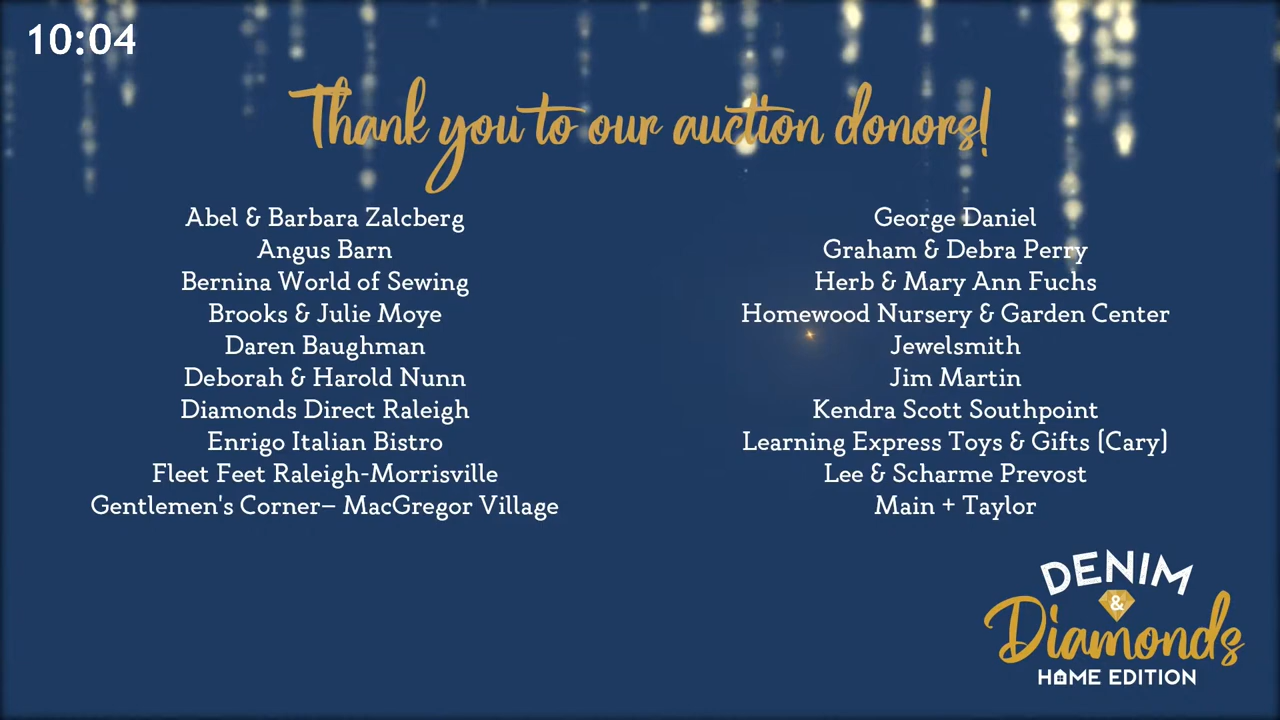 10:04
Thank you to our auction donors!
Abel & Barbara Zalcberg
Angus Barn
Bernina World of Sewing
Brooks & Julie Moye
Daren Baughman
Deborah & Harold Nunn
Diamonds Direct Raleigh
Enrigo Italian Bistro
Fleet Feet Raleigh-Morrisville
Gentlemen's Corner– MacGregor Village
George Daniel
Graham & Debra Perry
Herb & Mary Ann Fuchs
Homewood Nursery & Garden Center
Jewelsmith
Jim Martin
Kendra Scott Southpoint
Learning Express Toys & Gifts (Cary)
Lee & Scharme Prevost
Main + Taylor
DENIM
&
Diamonds
HOME EDITION